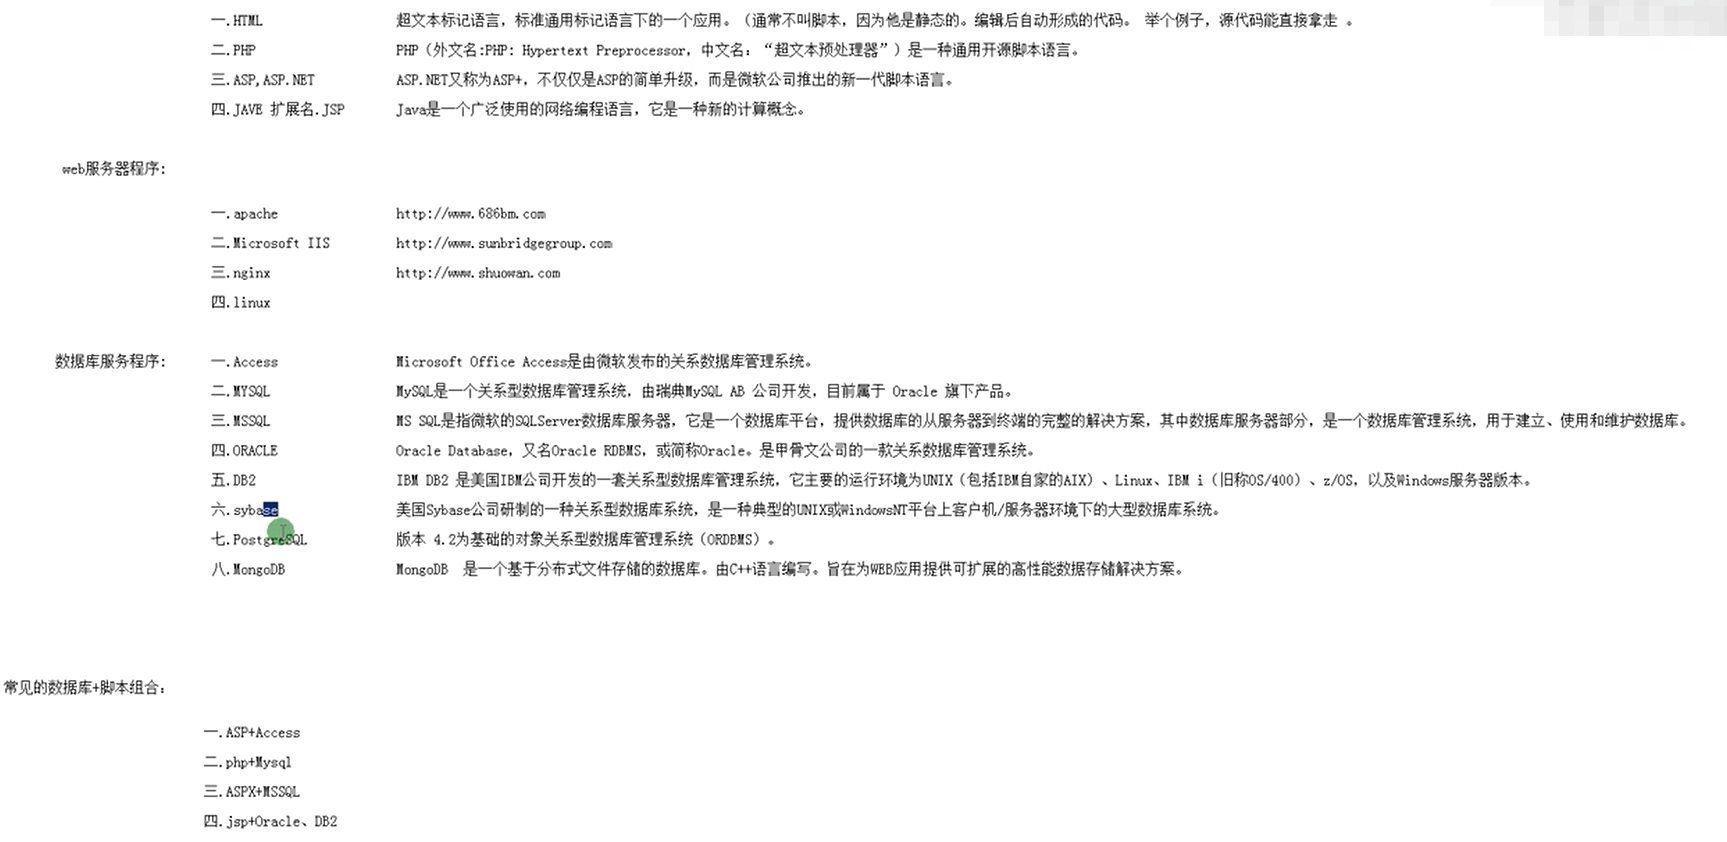 一.HTML 超文本标记语言，标准通用标记语言下的一个应用。（通常不叫脚本，因为他是静态的。编辑后自动形成的代码。 举个例子，源代码能直接拿走 。
二.PHP PHP（外文名:PHP: Hypertext Preprocessor，中文名：“超文本预处理器”）是一种通用开源脚本语言。
三.ASP,ASP.NET ASP.NET又称为ASP+，不仅仅是ASP的简单升级，而是微软公司推出的新一代脚本语言。
四.JAVE 扩展名.JSP Java是一个广泛使用的网络编程语言，它是一种新的计算概念。
web服务器程序:
一.apache http://www.686bm.com
二.Microsoft IIS http://www.sunbridgegroup.com
三.nginx http://www.shuowan.com
四.linux
数据库服务程序: 一.Access Microsoft Office Access是由微软发布的关系数据库管理系统。
二.MYSQL MySQL是一个关系型数据库管理系统，由瑞典MySQL AB 公司开发，目前属于 Oracle 旗下产品。
三.MSSQL MS SQL是指微软的SQLServer数据库服务器，它是一个数据库平台，提供数据库的从服务器到终端的完整的解决方案，其中数据库服务器部分，是一个数据库管理系统，用于建立、使用和维护数据库。
四.ORACLE Oracle Database，又名Oracle RDBMS，或简称Oracle。是甲骨文公司的一款关系数据库管理系统。
五.DB2 IBM DB2 是美国IBM公司开发的一套关系型数据库管理系统，它主要的运行环境为UNIX（包括IBM自家的AIX）、Linux、IBM i（旧称OS/400）、z/OS，以及Windows服务器版本。
六.sybase 美国Sybase公司研制的一种关系型数据库系统，是一种典型的UNIX或WindowsNT平台上客户机/服务器环境下的大型数据库系统。
七.PostgreSQL 版本 4.2为基础的对象关系型数据库管理系统（ORDBMS）。
八.MongoDB MongoDB 是一个基于分布式文件存储的数据库。由C++语言编写。旨在为WEB应用提供可扩展的高性能数据存储解决方案。
常见的数据库+脚本组合：
一.ASP+Access
二.php+Mysql
三.ASPX+MSSQL
四.jsp+Oracle、DB2